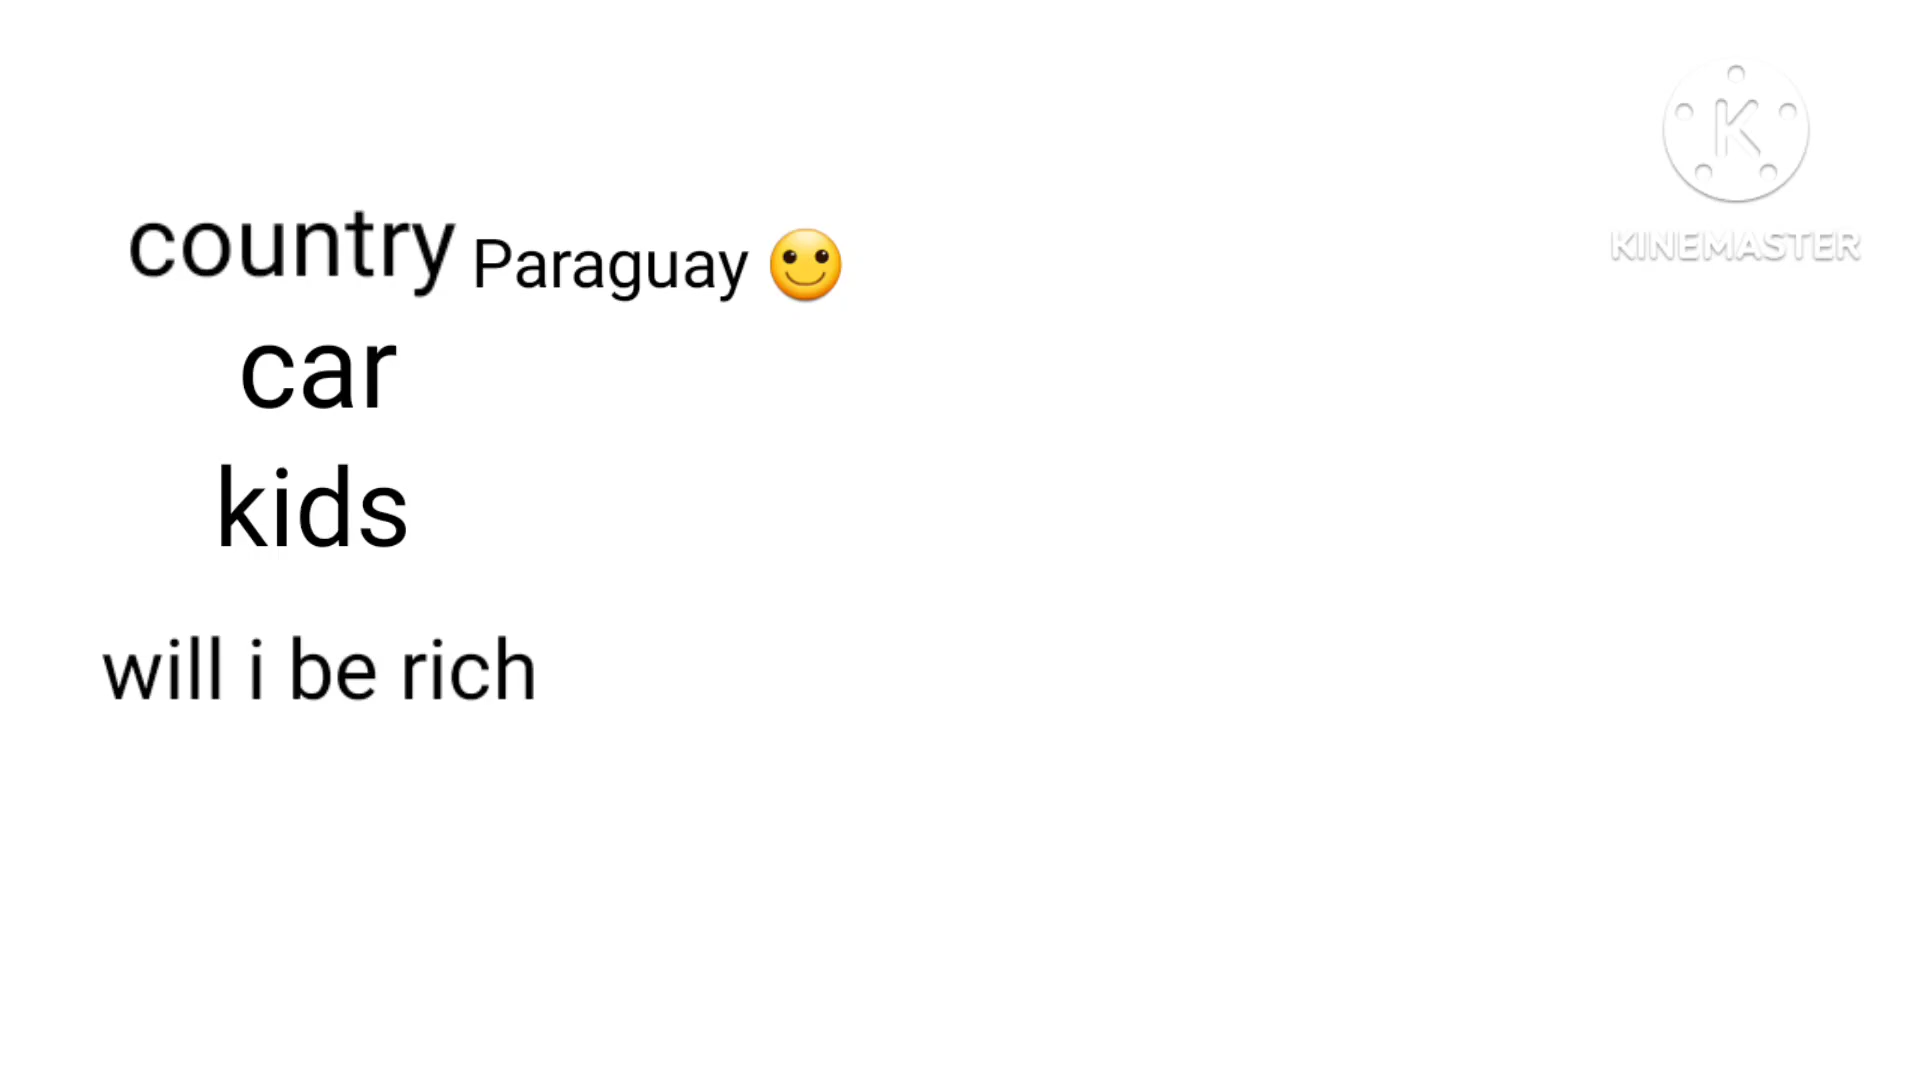 country Paraguay 🙂
car
kids
will i be rich
K
KINEMASTER